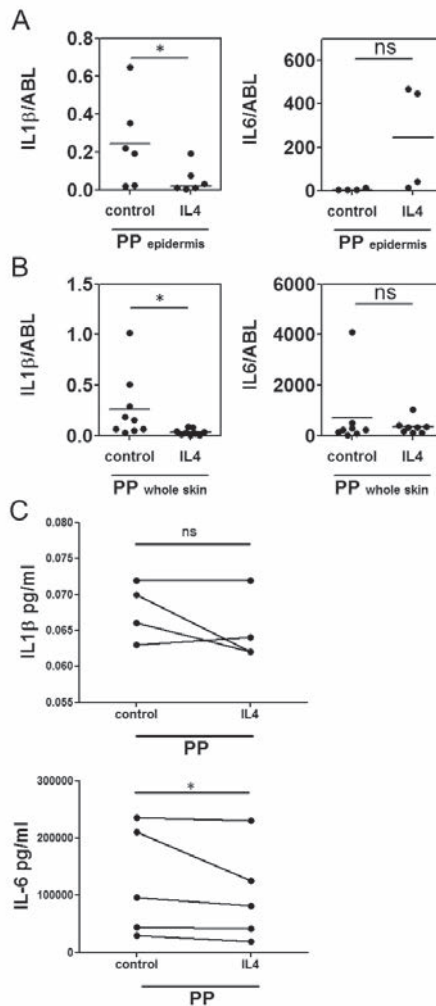 A
IL1β/ABL
0.8
0.6
0.4
0.2
0.0
*
control IL4
PP epidermis
IL6/ABL
600
400
200
0
ns
control IL4
PP epidermis
B
IL1β/ABL
1.5
1.0
0.5
0.0
*
control IL4
PP whole skin
IL6/ABL
6000
4000
2000
0
ns
control IL4
PP whole skin
C
IL1β pg/ml
0.080
0.075
0.070
0.065
0.060
0.055
ns
control IL4
PP
IL-6 pg/ml
300000
200000
100000
0
*
control IL4
PP